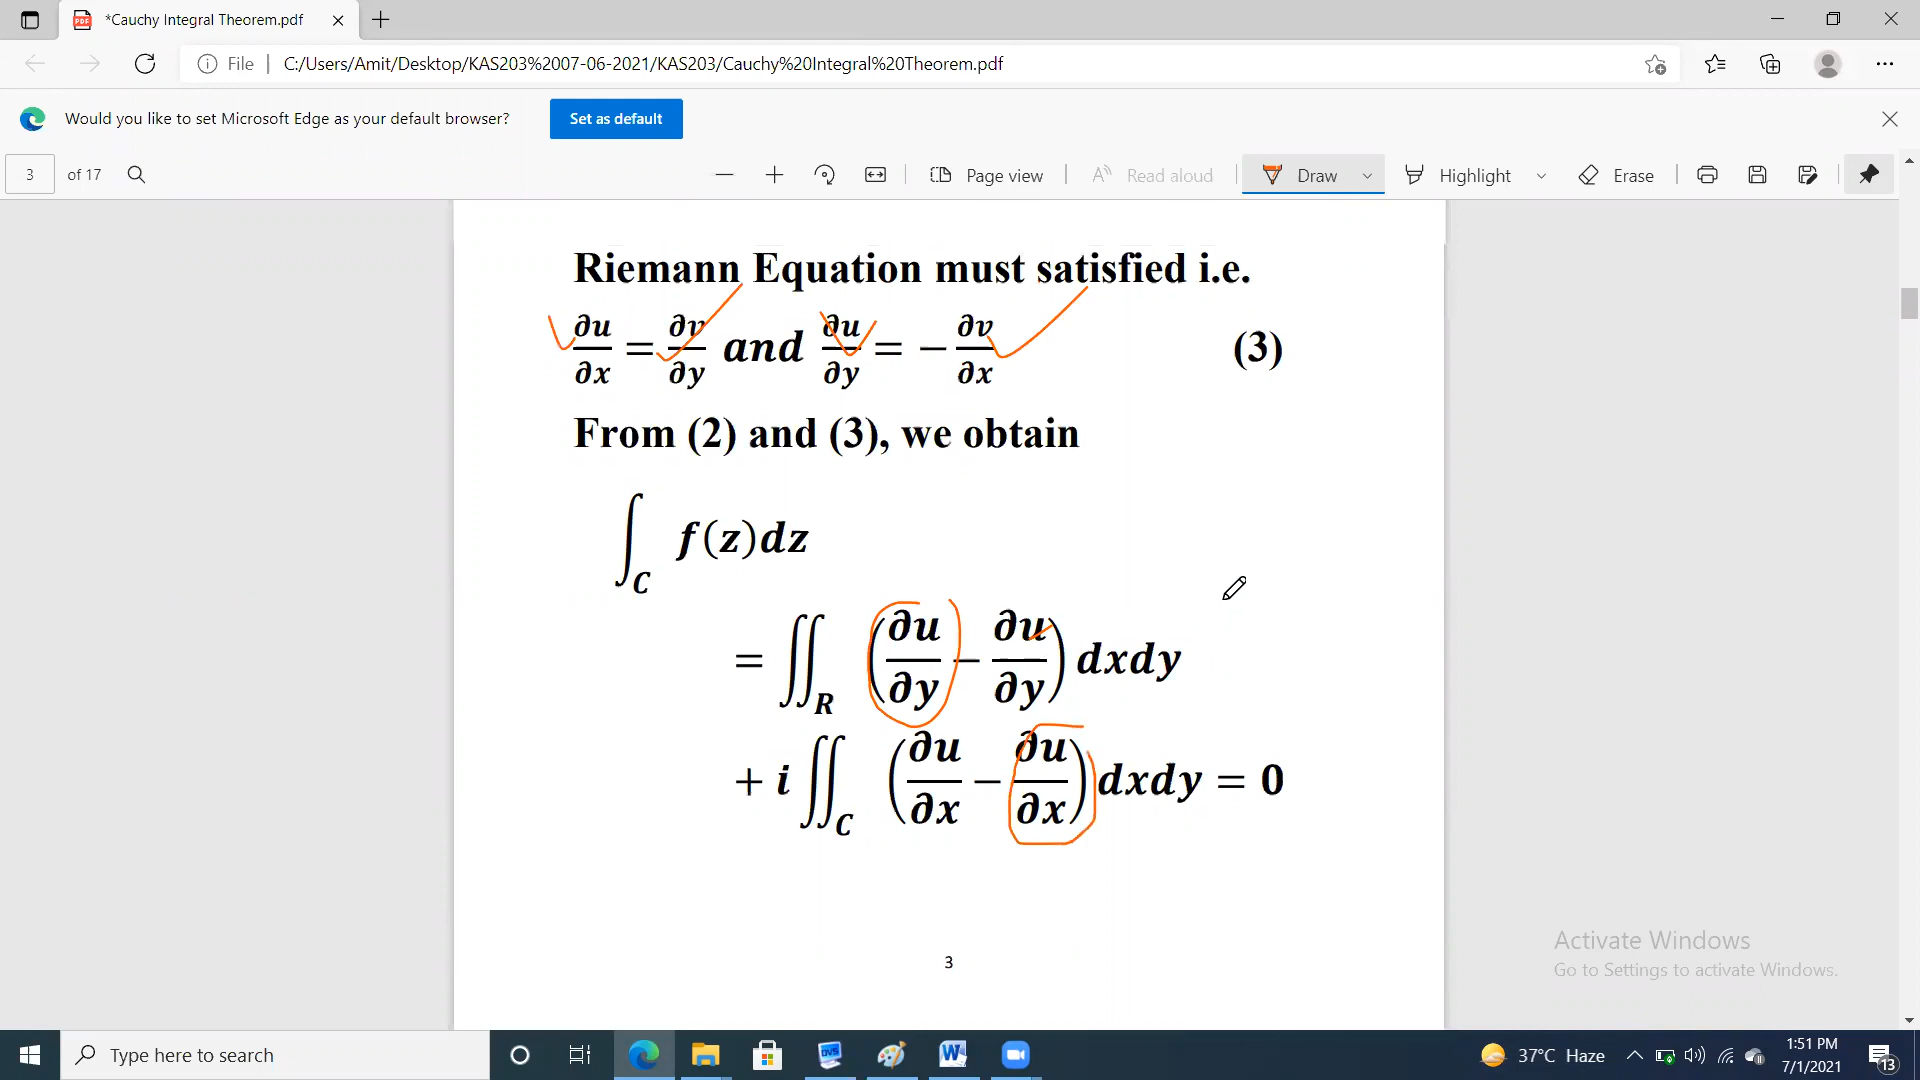 *Cauchy Integral Theorem.pdf
File C:/Users/Amit/Desktop/KAS203%2007-06-2021/KAS203/Cauchy%20Integral%20Theorem.pdf
Would you like to set Microsoft Edge as your default browser? Set as default
3 of 17 Page view Read aloud Draw Highlight Erase
Riemann Equation must satisfied i.e.
∂u/∂x = ∂v/∂y and ∂u/∂y = − ∂v/∂x (3)
From (2) and (3), we obtain
∫_C f(z)dz
= ∬_R (∂u/∂y − ∂u/∂y) dxdy
+ i ∬_C (∂u/∂x − ∂u/∂x) dxdy = 0
3
Activate Windows
Go to Settings to activate Windows.
Type here to search
37°C Haze
1:51 PM
7/1/2021
13